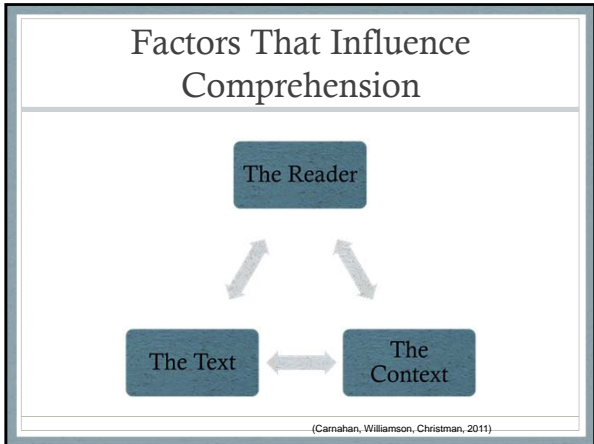 Factors That Influence
Comprehension
The Reader
The Text
The
Context
(Carnahan, Williamson, Christman, 2011)